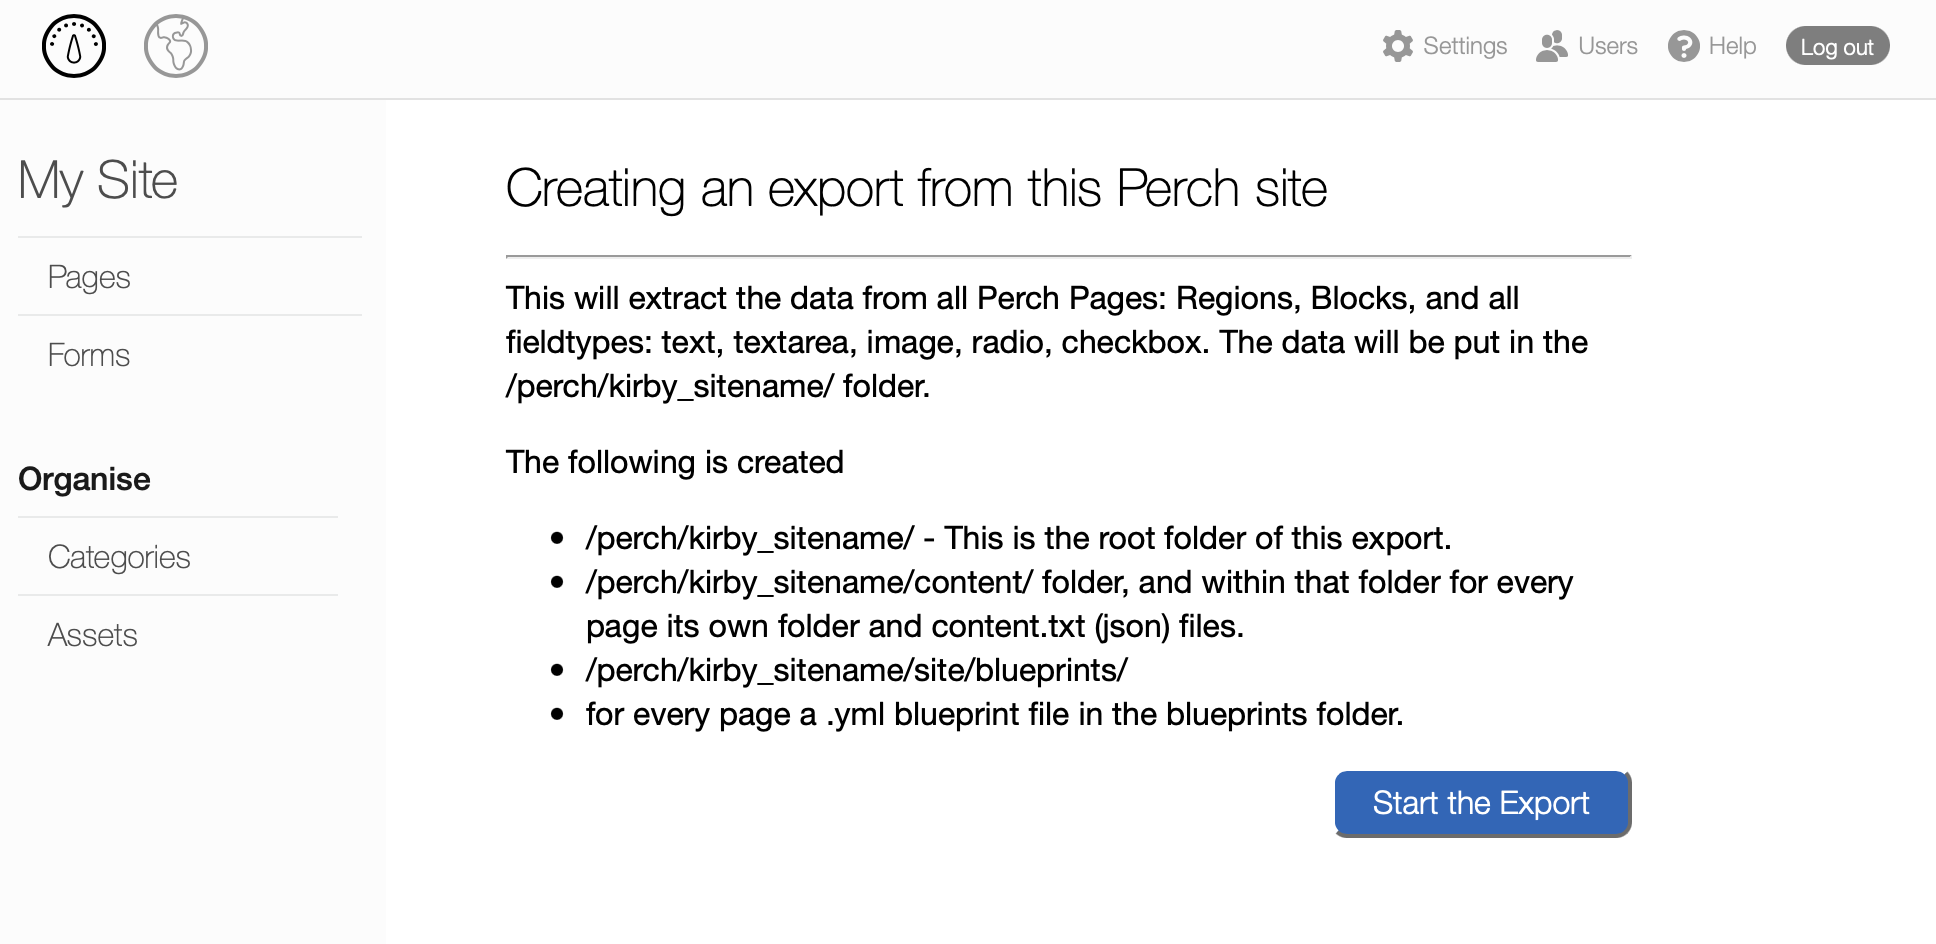 Settings
Users
Help
Log out
My Site
Pages
Forms
Organise
Categories
Assets
Creating an export from this Perch site
This will extract the data from all Perch Pages: Regions, Blocks, and all
fieldtypes: text, textarea, image, radio, checkbox. The data will be put in the
/perch/kirby_sitename/ folder.
The following is created
• /perch/kirby_sitename/ - This is the root folder of this export.
• /perch/kirby_sitename/content/ folder, and within that folder for every
page its own folder and content.txt (json) files.
• /perch/kirby_sitename/site/blueprints/
• for every page a .yml blueprint file in the blueprints folder.
Start the Export